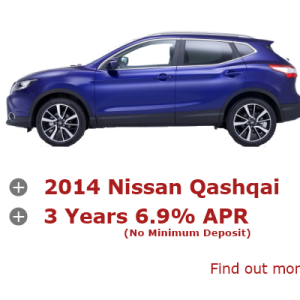 2014 Nissan Qashqai
3 Years 6.9% APR
(No Minimum Deposit)
Find out mor